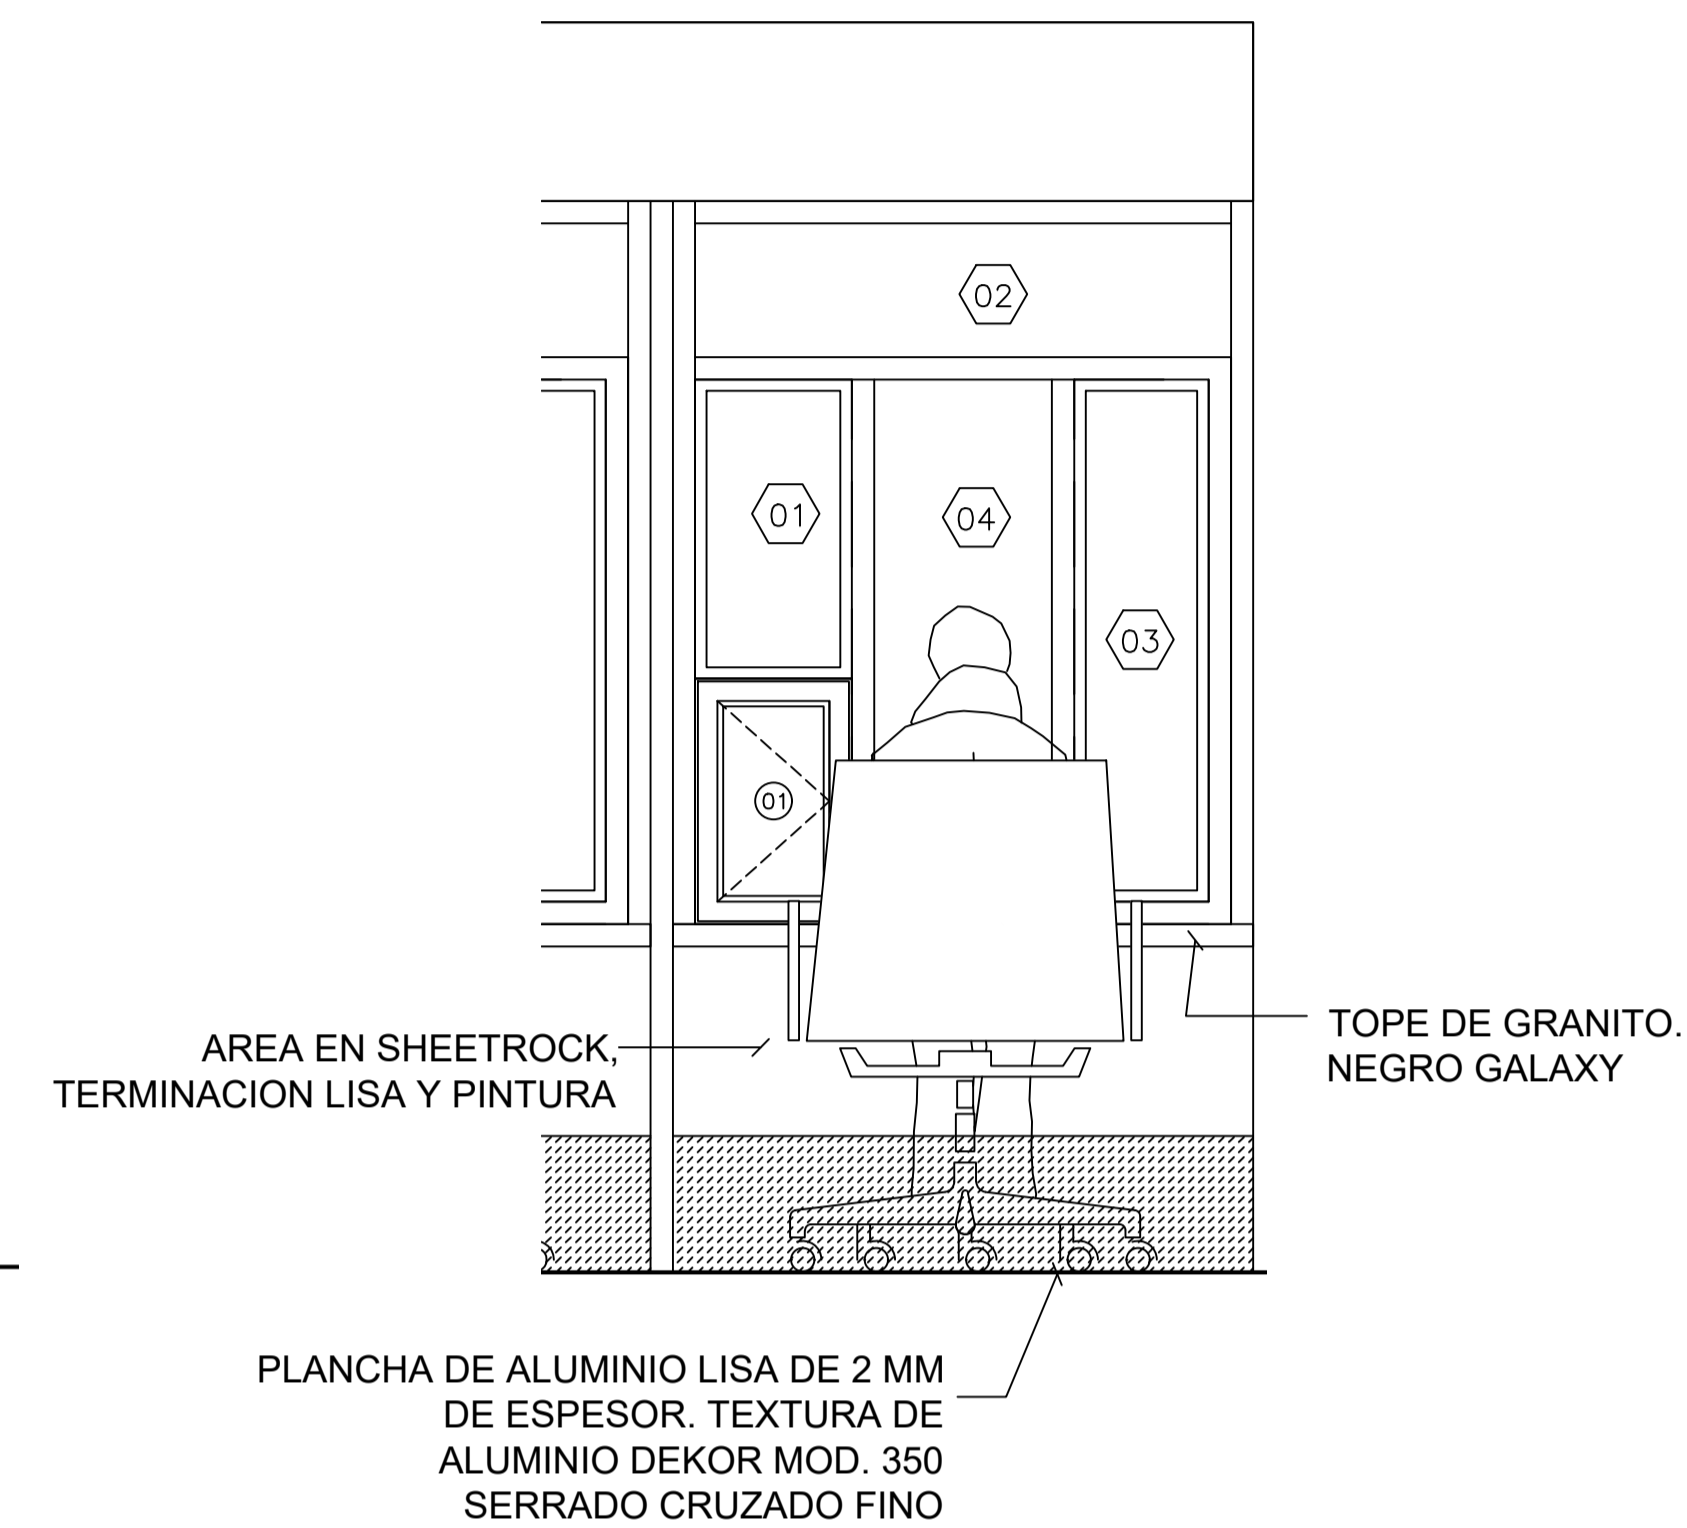 02
01
04
03
01
AREA EN SHEETROCK,
TERMINACION LISA Y PINTURA
TOPE DE GRANITO.
NEGRO GALAXY
PLANCHA DE ALUMINIO LISA DE 2 MM
DE ESPESOR. TEXTURA DE
ALUMINIO DEKOR MOD. 350
SERRADO CRUZADO FINO